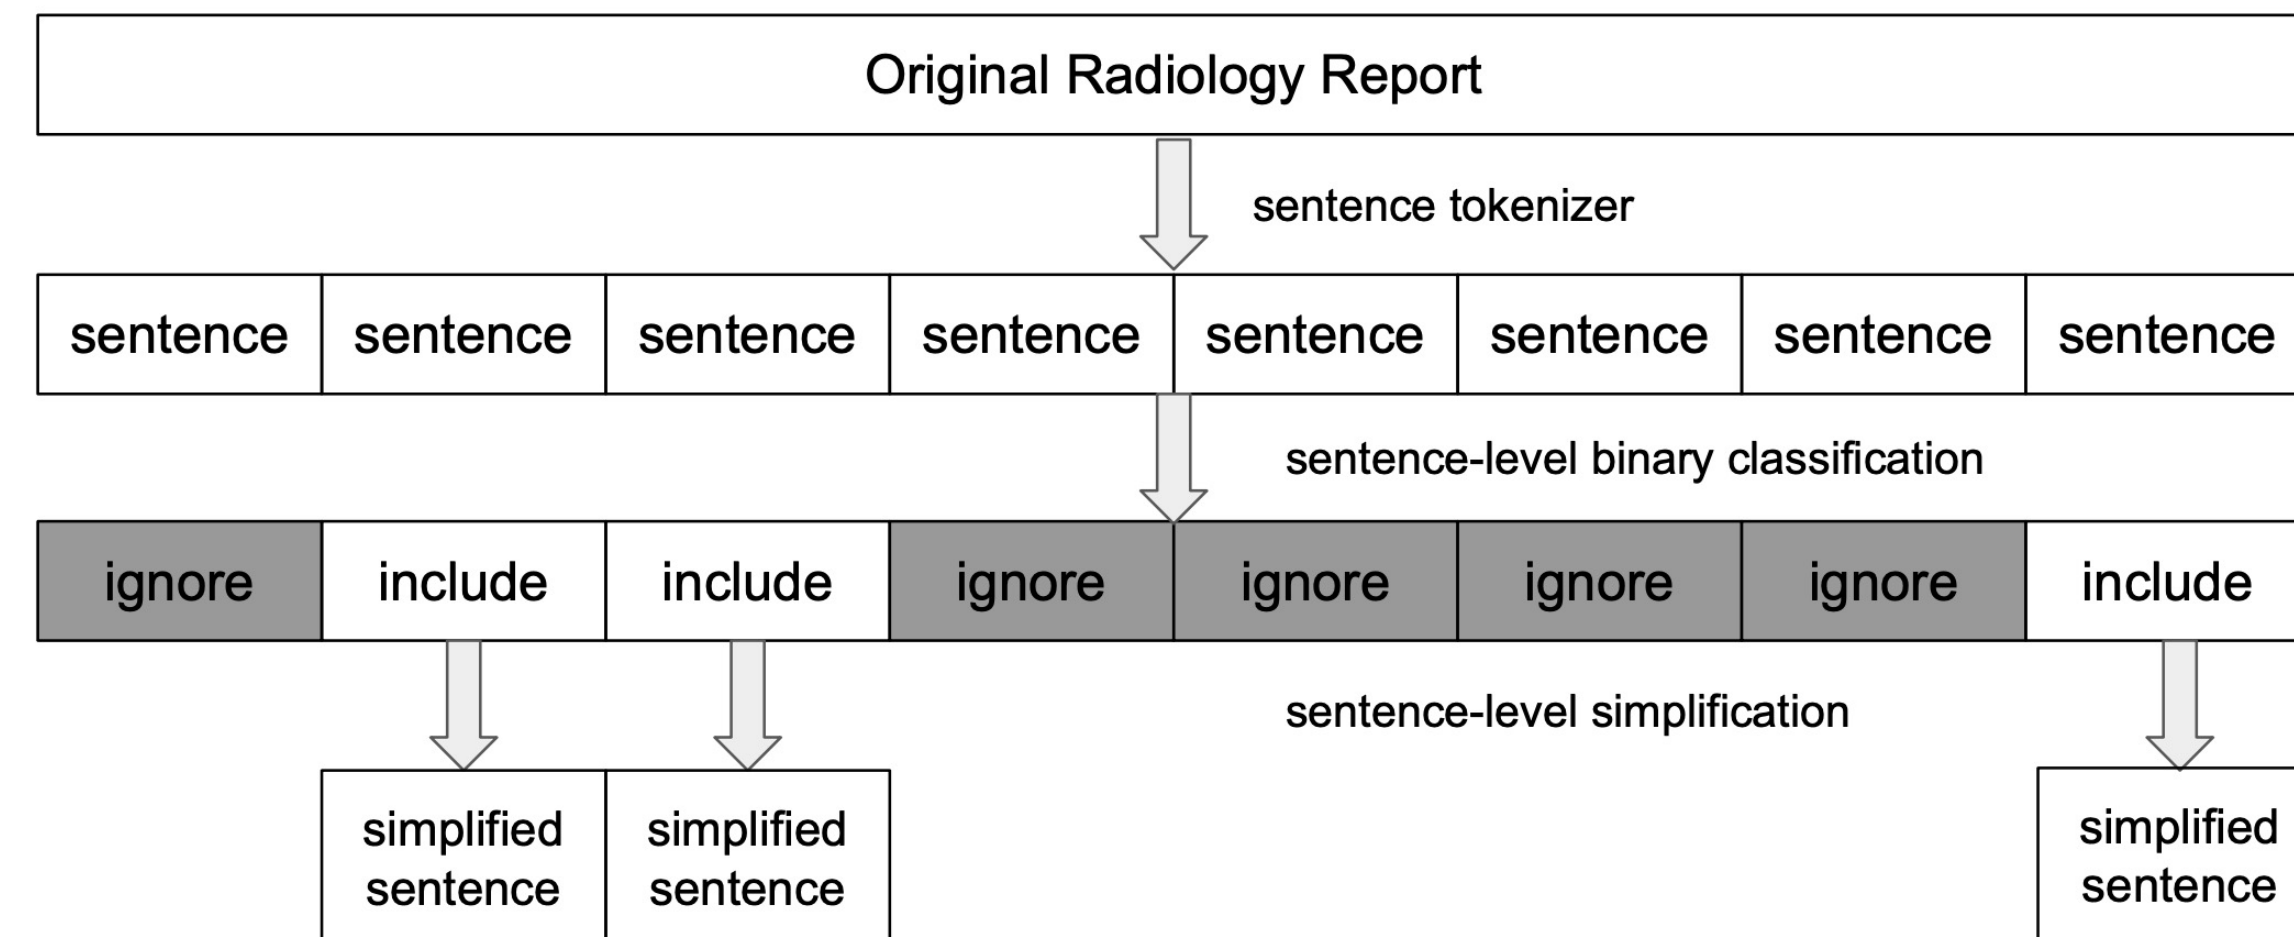 Original Radiology Report
sentence tokenizer
sentence sentence sentence sentence sentence sentence sentence sentence
sentence-level binary classification
ignore include include ignore ignore ignore ignore include
sentence-level simplification
simplified sentence
simplified sentence
simplified sentence